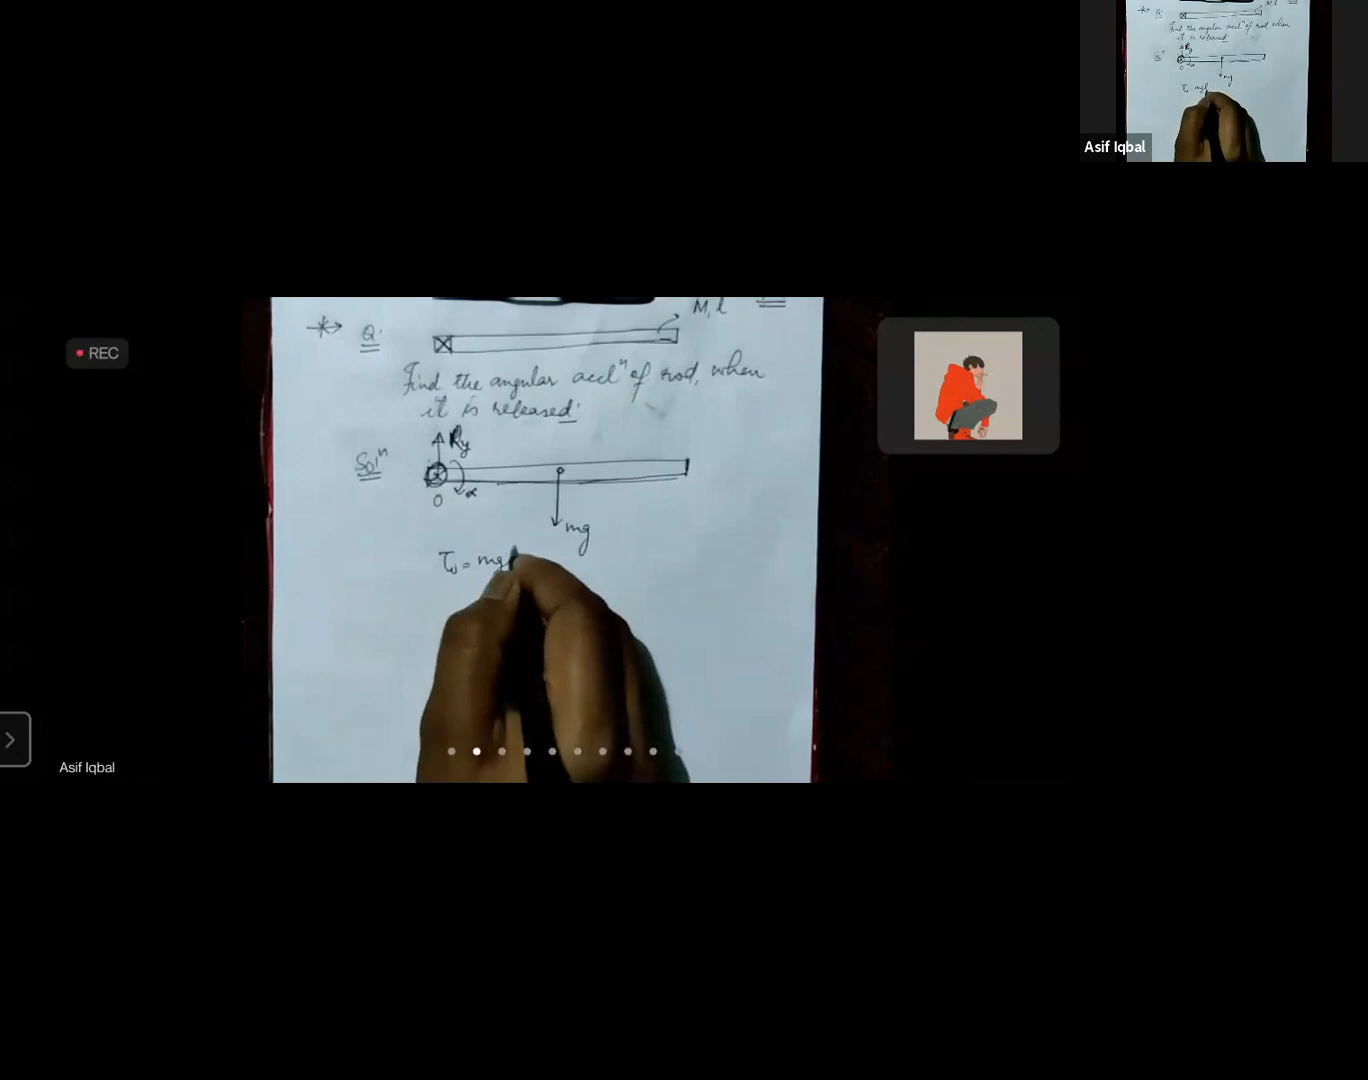 Asif Iqbal
REC
M, l
Q.
Find the angular accl^n of rod, when
it is released.
Sol^n
Ry
α
O
mg
τ₀ = mg
Asif Iqbal